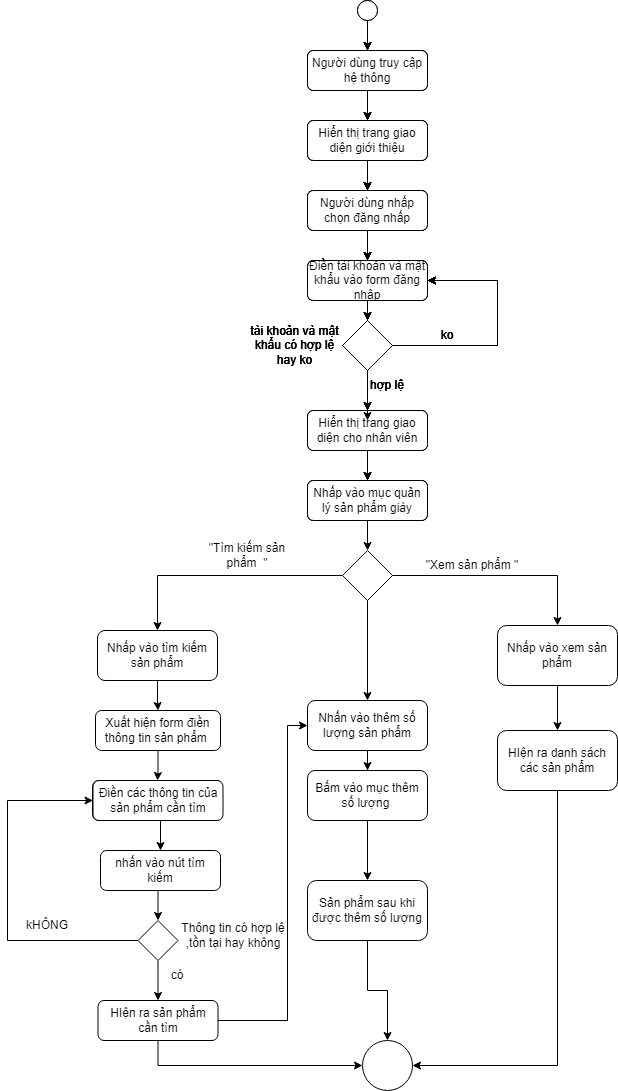 Người dùng truy cập
hệ thông
Hiển thị trang giao
diện giới thiệu
Người dùng nhấp
chọn đăng nhấp
Điền tài khoản và mật
khẩu vào form đăng
nhập
tài khoản và mật
khẩu có hợp lệ
hay ko
ko
hợp lệ
Hiển thị trang giao
diện cho nhân viên
Nhấp vào mục quản
lý sản phẩm giày
"Tìm kiếm sản
phẩm "
"Xem sản phẩm "
Nhấp vào tìm kiếm
sản phẩm
Nhấp vào xem sản
phẩm
Xuất hiện form điền
thông tin sản phẩm
Nhấn vào thêm số
lượng sản phẩm
HIện ra danh sách
các sản phẩm
Điền các thông tin của
sản phẩm cần tìm
Bấm vào mục thêm
số lượng
nhấn vào nút tìm
kiếm
kHÔNG
Thông tin có hợp lệ
,tồn tại hay không
Sản phẩm sau khi
được thêm số lượng
có
HIện ra sản phẩm
cần tìm